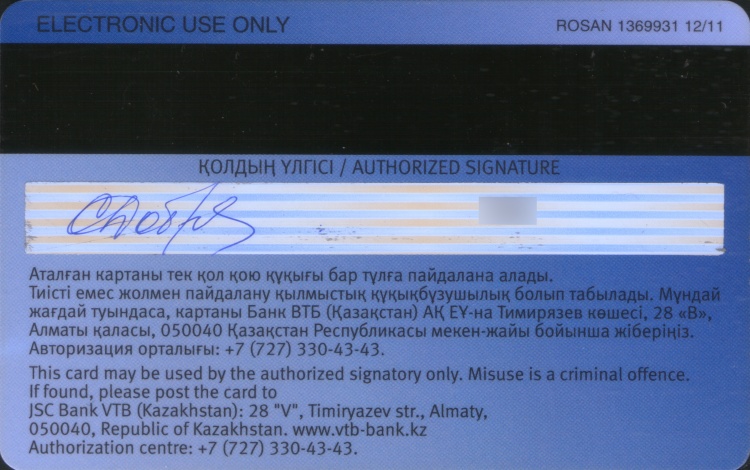 ELECTRONIC USE ONLY
ROSAN 1369931 12/11
ҚОЛДЫҢ ҮЛГІСІ / AUTHORIZED SIGNATURE
Аталған картаны тек қол қою құқығы бар тұлға пайдалана алады.
Тиісті емес жолмен пайдалану қылмыстық құқықбұзушылық болып табылады. Мұндай
жағдай туындаса, картаны Банк ВТБ (Қазақстан) АҚ ЕҰ-на Тимирязев көшесі, 28 «В»,
Алматы қаласы, 050040 Қазақстан Республикасы мекен-жайы бойынша жіберіңіз.
Авторизация орталығы: +7 (727) 330-43-43.
This card may be used by the authorized signatory only. Misuse is a criminal offence.
If found, please post the card to
JSC Bank VTB (Kazakhstan): 28 "V", Timiryazev str., Almaty,
050040, Republic of Kazakhstan. www.vtb-bank.kz
Authorization centre: +7 (727) 330-43-43.